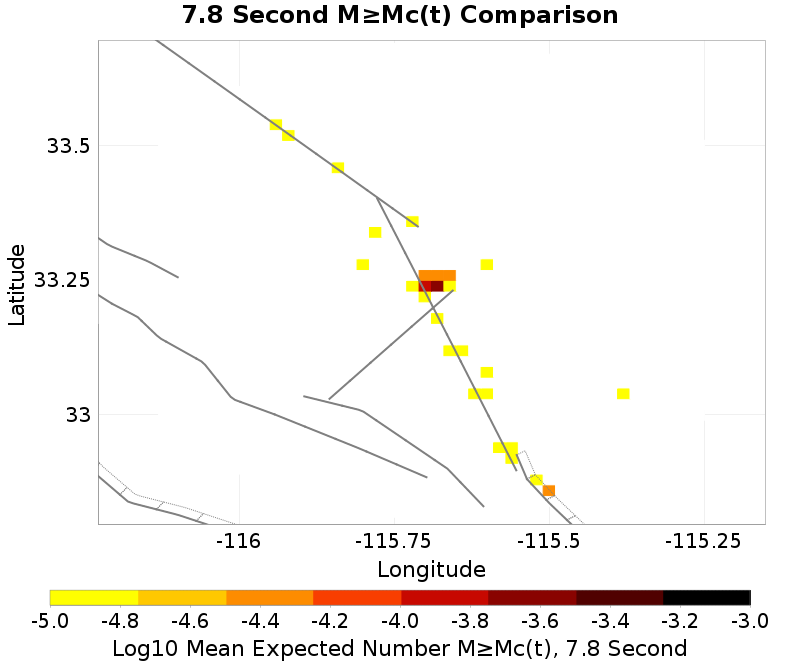 7.8 Second M≥Mc(t) Comparison
33.5
33.25
33
Latitude
-116
-115.75
-115.5
-115.25
Longitude
-5.0 -4.8 -4.6 -4.4 -4.2 -4.0 -3.8 -3.6 -3.4 -3.2 -3.0
Log10 Mean Expected Number M≥Mc(t), 7.8 Second